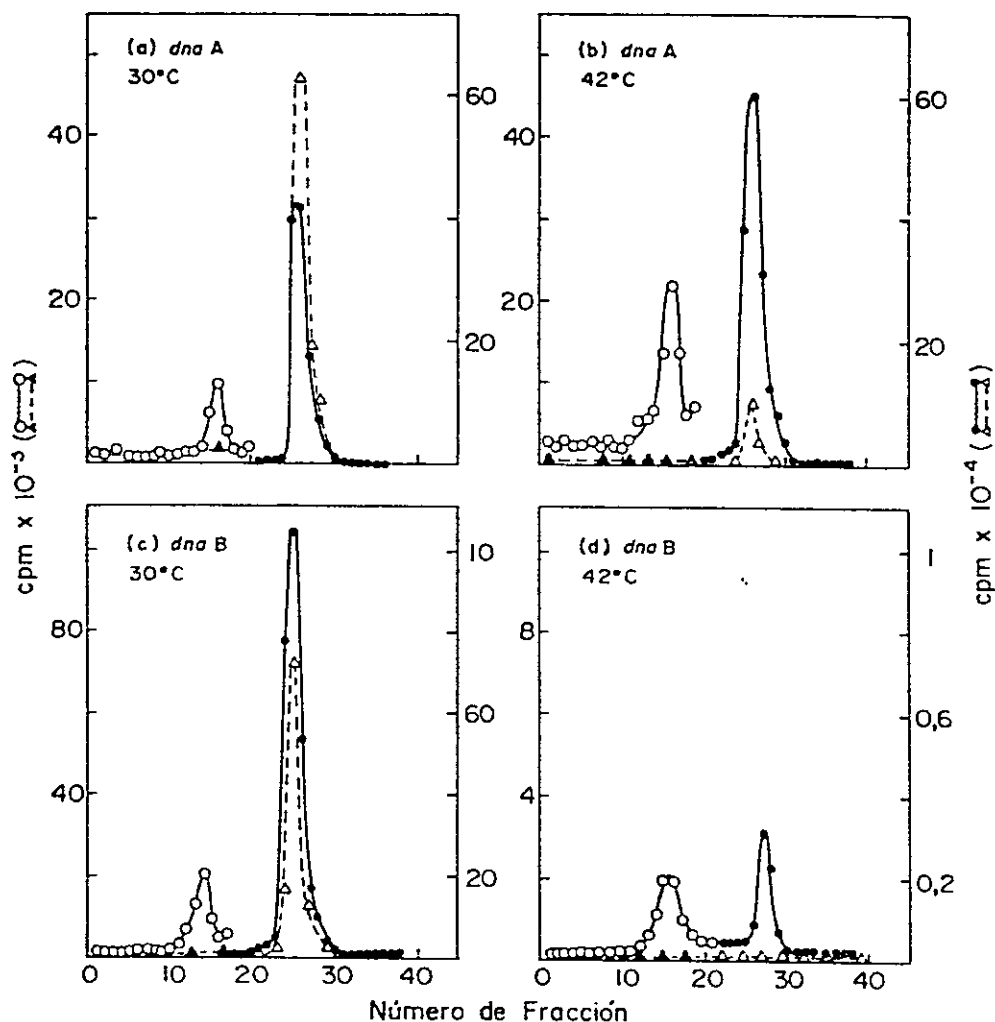 (a) dna A
30°C
40
20
60
20
(b) dna A
42°C
40
20
60
20
cpm x 10⁻³ (○—○ ▲---▲)
cpm x 10⁻⁴ (●—● △---△)
(c) dna B
30°C
80
40
10
60
20
0 10 20 30 40
(d) dna B
42°C
8
4
1
0,6
0,2
0 10 20 30 40
Número de Fracción